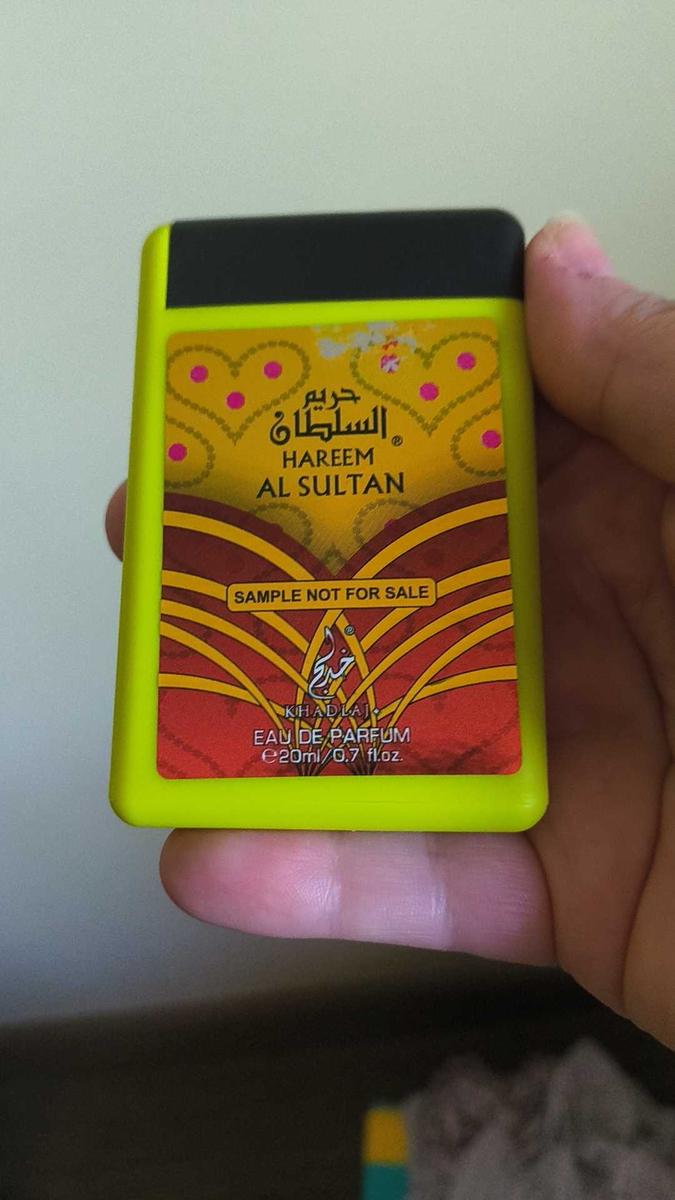 حريم
السلطان®
HAREEM
AL SULTAN
SAMPLE NOT FOR SALE
خدلج®
KHADLAJ
EAU DE PARFUM
℮20ml/0.7 fl.oz.